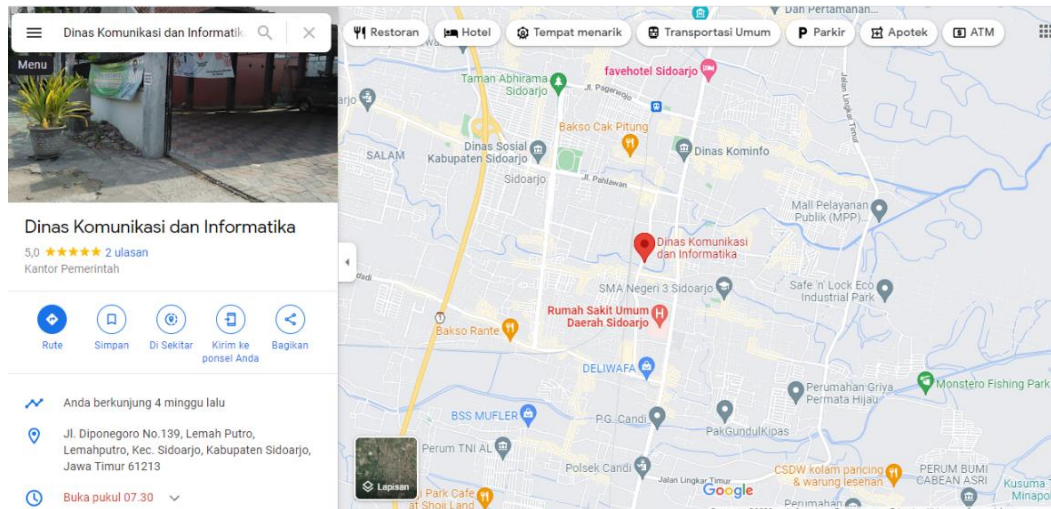 Dinas Komunikasi dan Informatik
Menu
Dinas Komunikasi dan Informatika
5,0 ★★★★★ 2 ulasan
Kantor Pemerintah
Rute
Simpan
Di Sekitar
Kirim ke
ponsel Anda
Bagikan
Anda berkunjung 4 minggu lalu
Jl. Diponegoro No.139, Lemah Putro,
Lemahputro, Kec. Sidoarjo, Kabupaten Sidoarjo,
Jawa Timur 61213
Buka pukul 07.30
Restoran
Hotel
Tempat menarik
Transportasi Umum
P Parkir
Apotek
ATM
Dan Pertamanan...
favehotel Sidoarjo
Taman Abhirama
Sidoarjo
Jl. Pagerwojo
Jalan Lingkar Timur
Bakso Cak Pitung
SALAM
Dinas Sosial
Kabupaten Sidoarjo
Dinas Kominfo
Sidoarjo
Jl. Pahlawan
Mall Pelayanan
Publik (MPP)...
Dinas Komunikasi
dan Informatika
SMA Negeri 3 Sidoarjo
Safe 'n' Lock Eco
Industrial Park
Rumah Sakit Umum
Daerah Sidoarjo
H
Bakso Rante
DELIWAFA
Perumahan Griya
Permata Hijau
Monstero Fishing Park
BSS MUFLER
P.G. Candi
PakGundulKipas
Perum TNI AL
Polsek Candi
CSDW kolam pancing
& warung lesehan
PERUM BUMI
CABEAN ASRI
Kusuma
Minapo
Lapisan
Jalan Lingkar Timur
Google
i Park Cafe
at Shoji Land
Perumahan